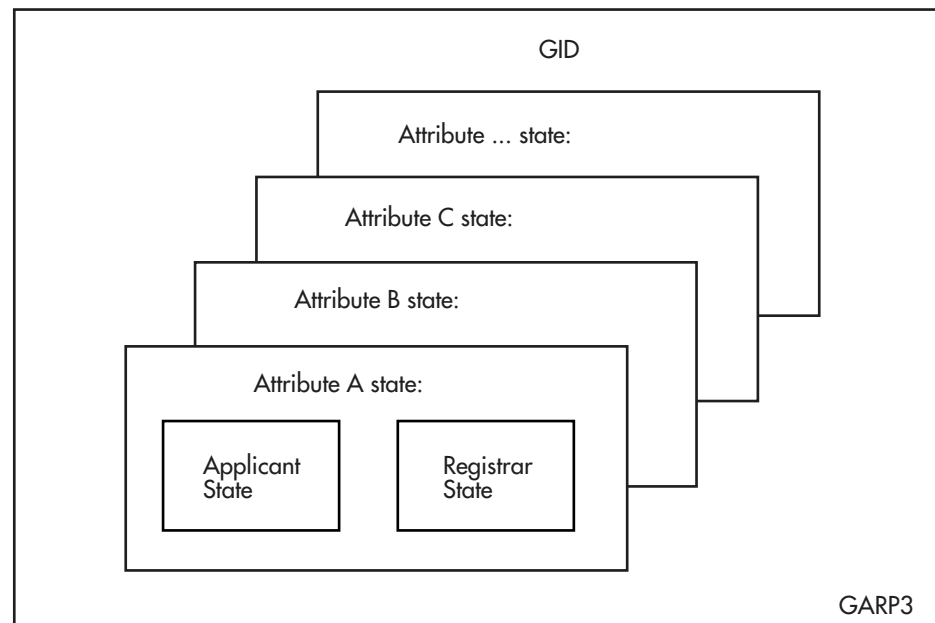 GID
Attribute ... state:
Attribute C state:
Attribute B state:
Attribute A state:
Applicant
State
Registrar
State
GARP3